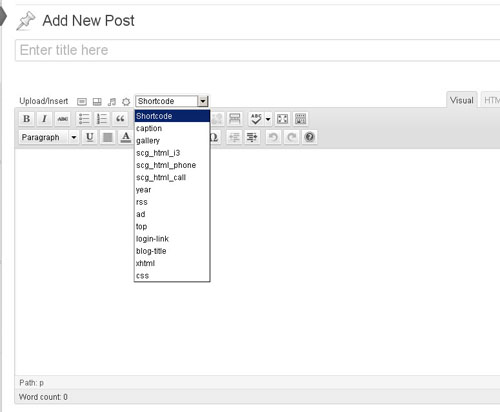 Add New Post
Enter title here
Upload/Insert Shortcode Visual HTM
B I ABC ABC
Paragraph U A Ω
Shortcode
caption
gallery
scg_html_i3
scg_html_phone
scg_html_call
year
rss
ad
top
login-link
blog-title
xhtml
css
Path: p
Word count: 0